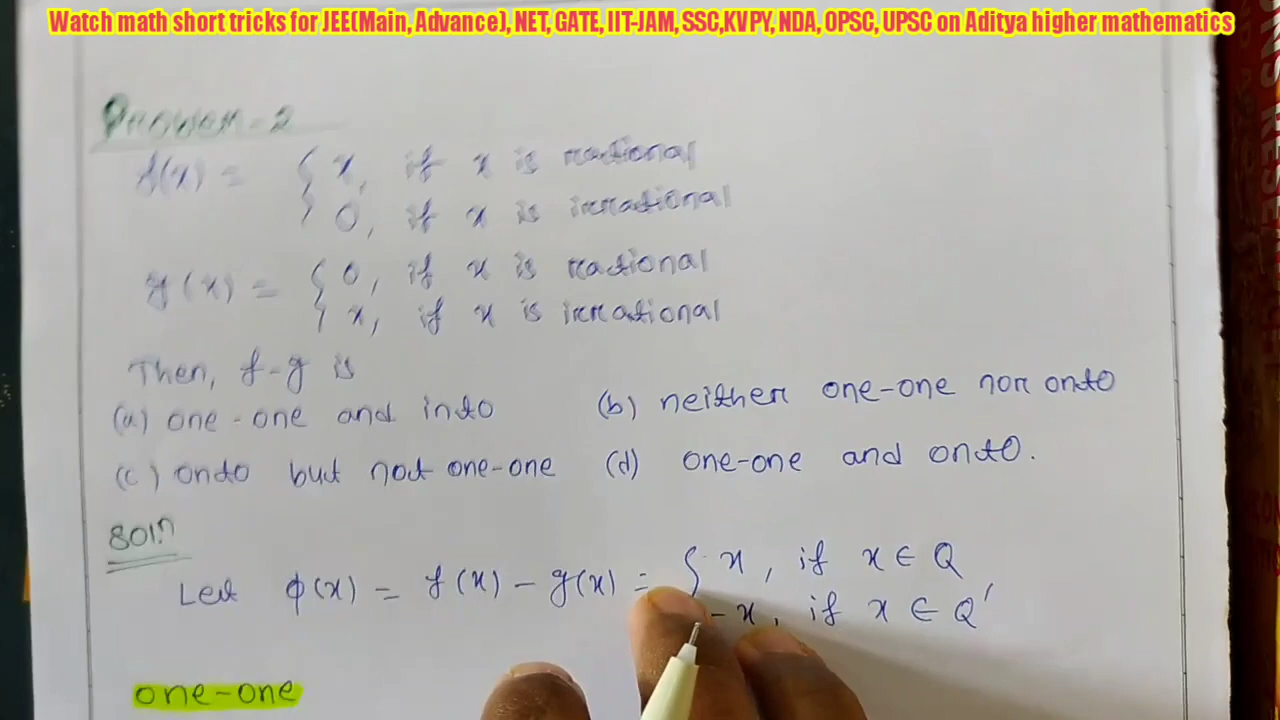 Watch math short tricks for JEE(Main, Advance), NET, GATE, IIT-JAM, SSC,KVPY, NDA, OPSC, UPSC on Aditya higher mathematics
Problem-2
f(x) = { x, if x is rational
0, if x is irrational
g(x) = { 0, if x is rational
x, if x is irrational
Then, f-g is
(a) one-one and into (b) neither one-one nor onto
(c) onto but not one-one (d) one-one and onto.
Soln
Let φ(x) = f(x) - g(x) = { x, if x ∈ Q
-x, if x ∈ Q'
one-one